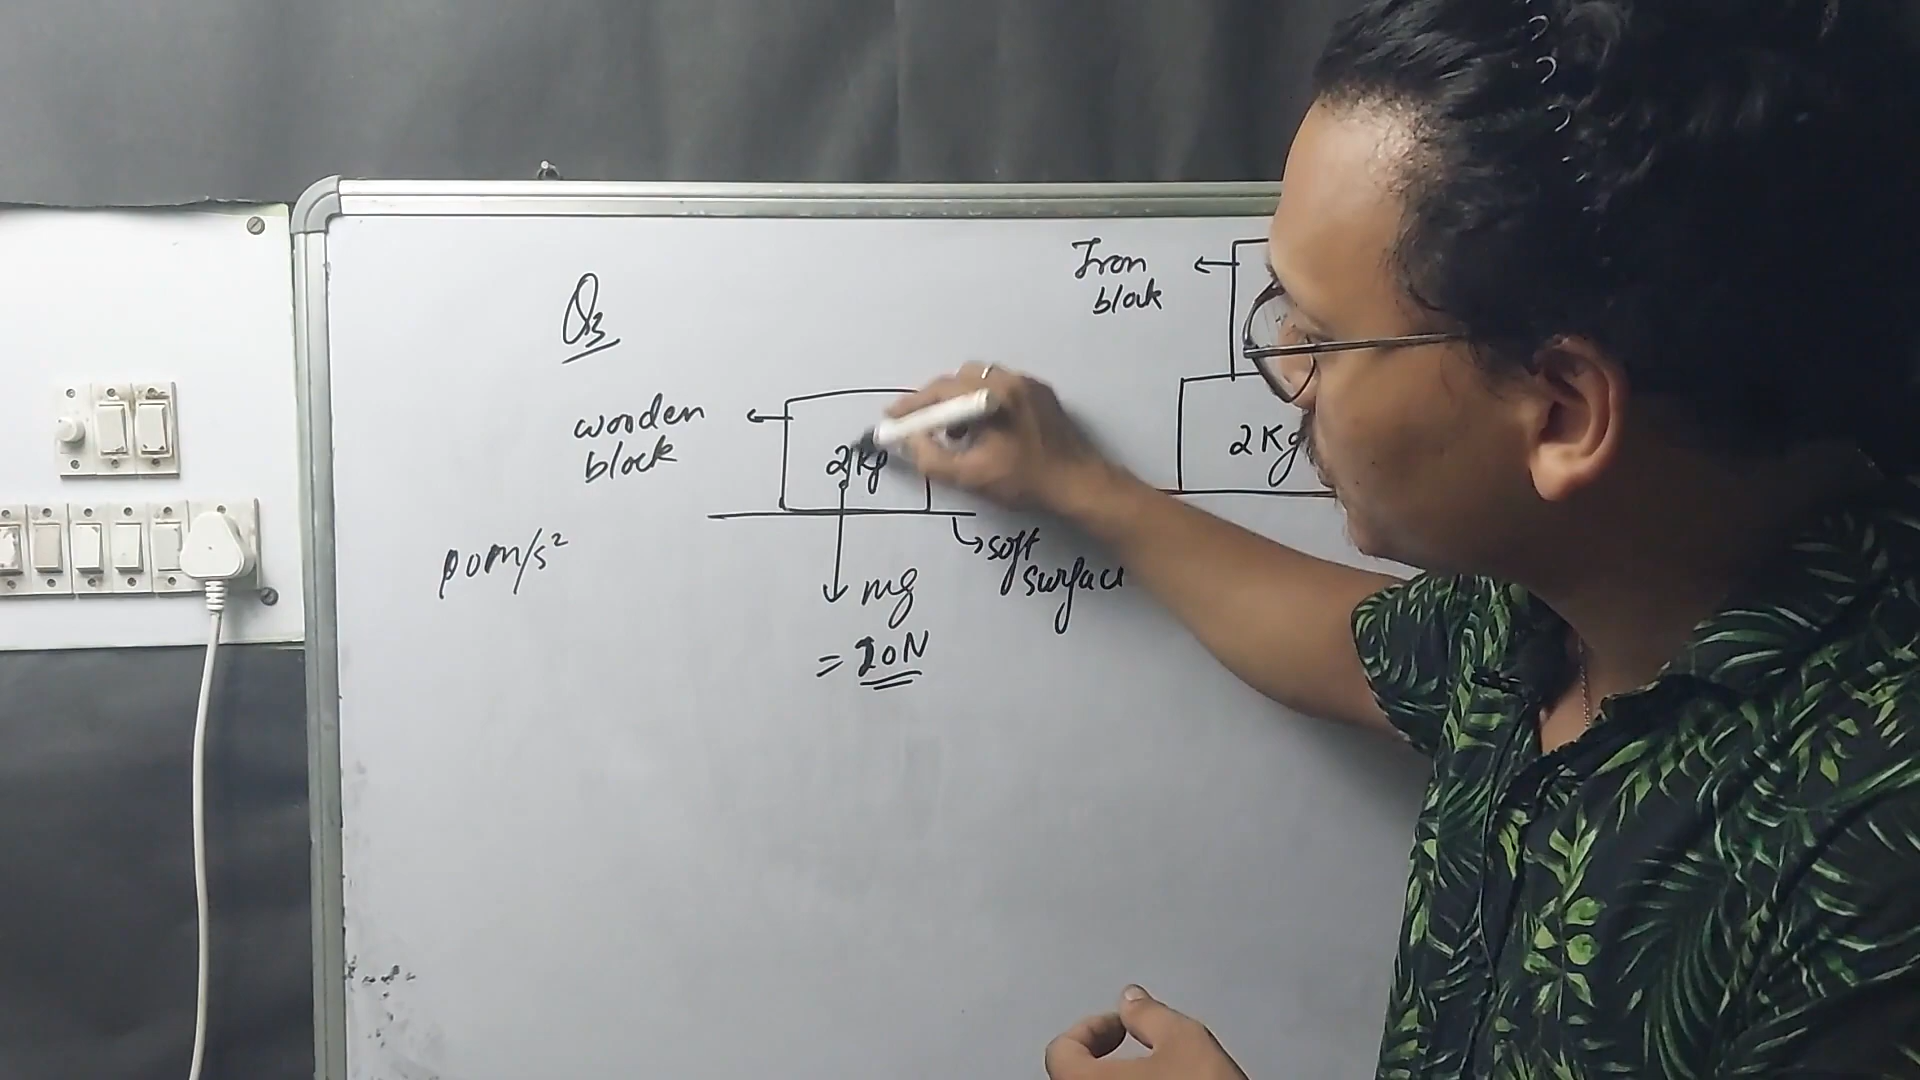 Q3
Iron
block
wooden
block
2Kg
2Kg
10m/s²
soft
surface
mg
= 20N